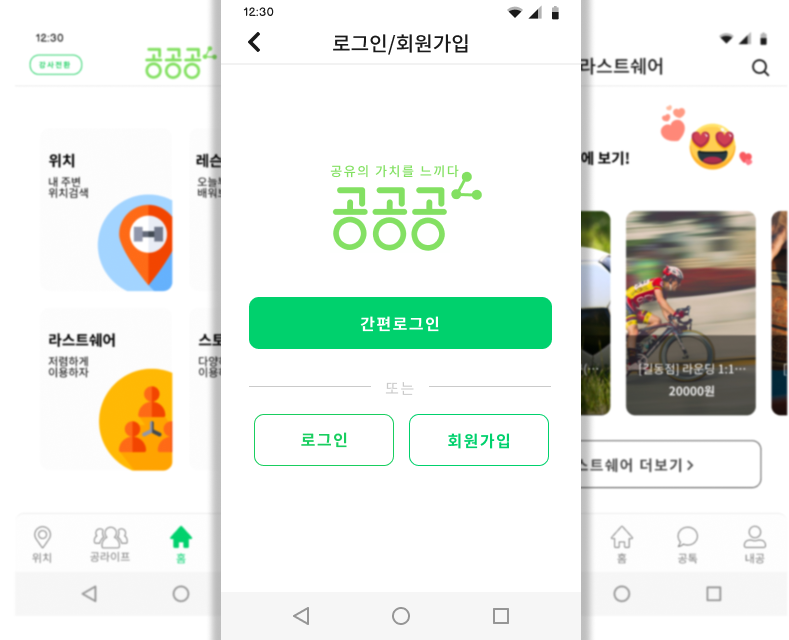 12:30
강사전환
공공공
위치
내 주변
위치검색
레슨
오늘
배워
라스트쉐어
저렴하게
이용하자
스토
다양
이용
위치
공라이프
홈
12:30
로그인/회원가입
공유의 가치를 느끼다
공공공
간편로그인
또는
로그인
회원가입
라스트쉐어
에 보기!
[길동점] 라운딩 1:1···
20000원
스트쉐어 더보기 >
홈
공톡
내공